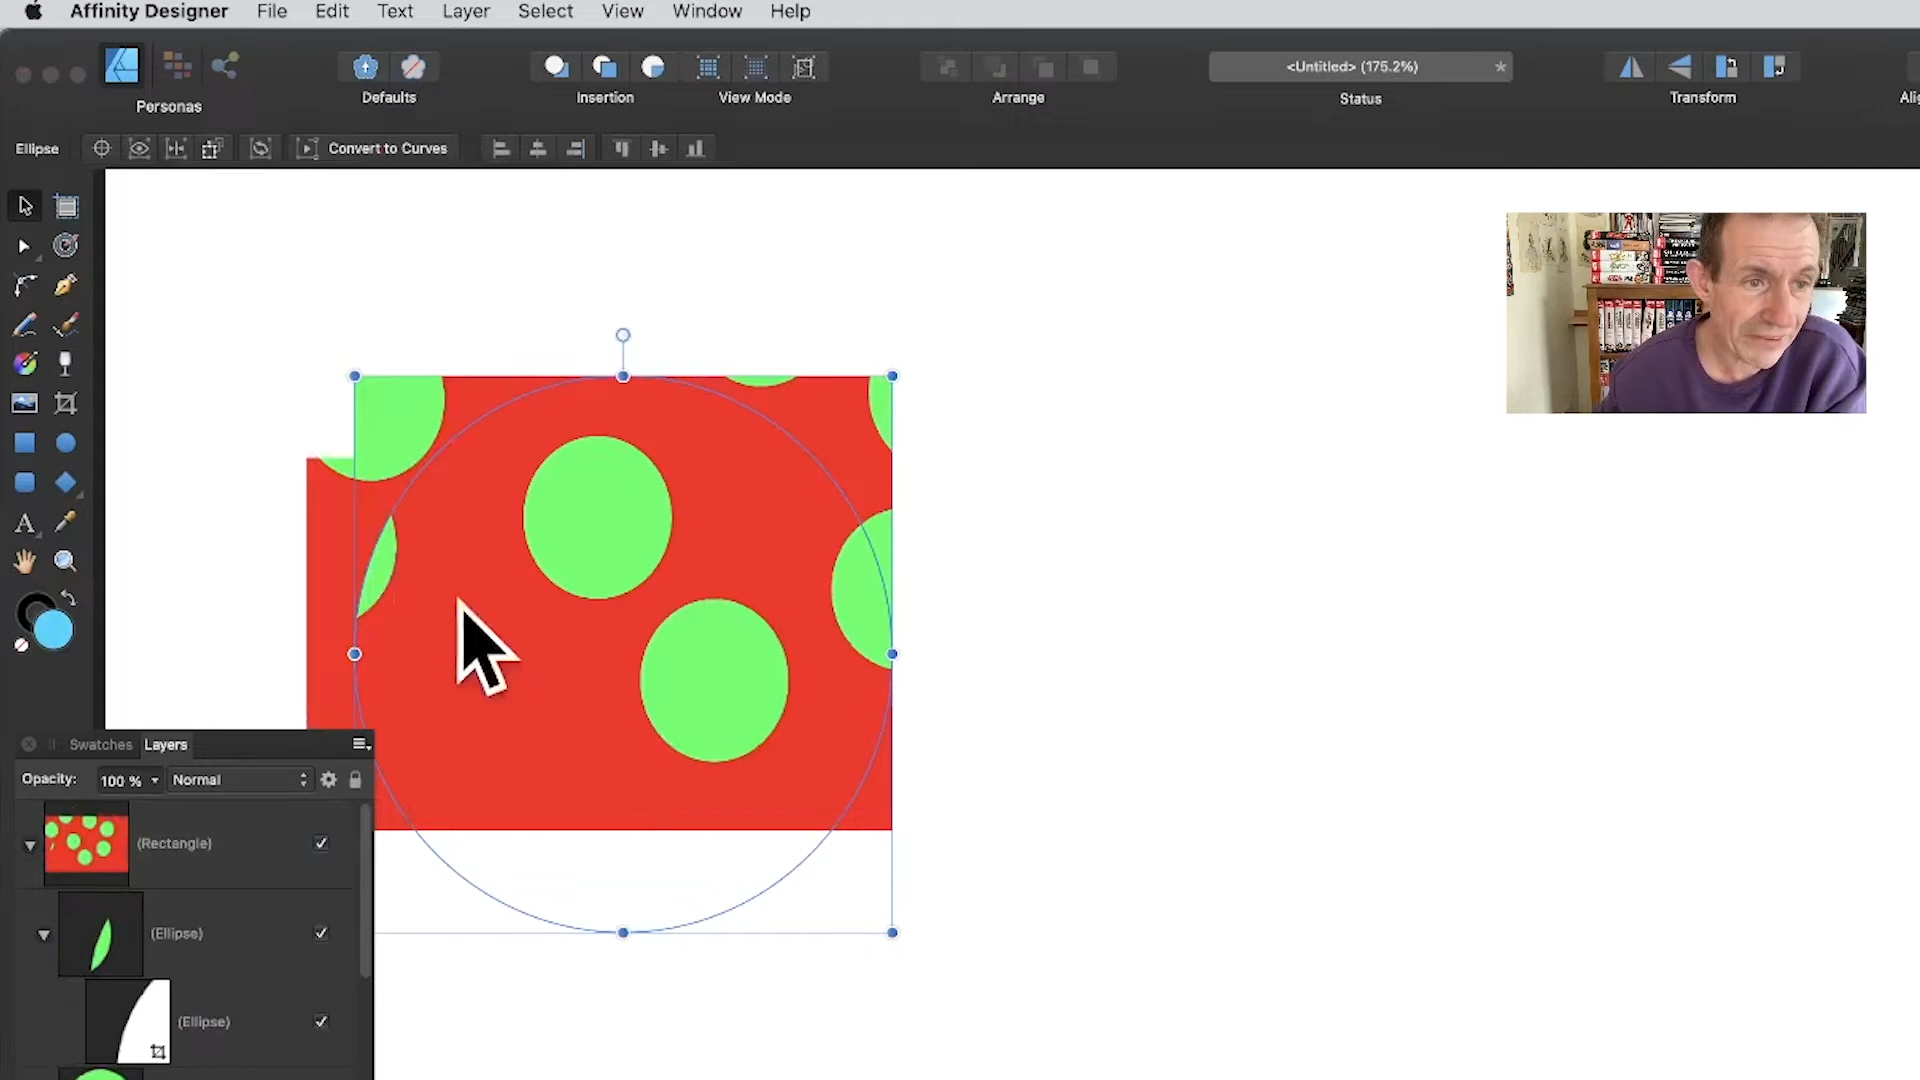 Affinity Designer File Edit Text Layer Select View Window Help
<Untitled> (175.2%) *
Personas Defaults Insertion View Mode Arrange Status Transform
Ellipse Convert to Curves
A
Swatches Layers
Opacity: 100 % Normal
(Rectangle)
(Ellipse)
(Ellipse)